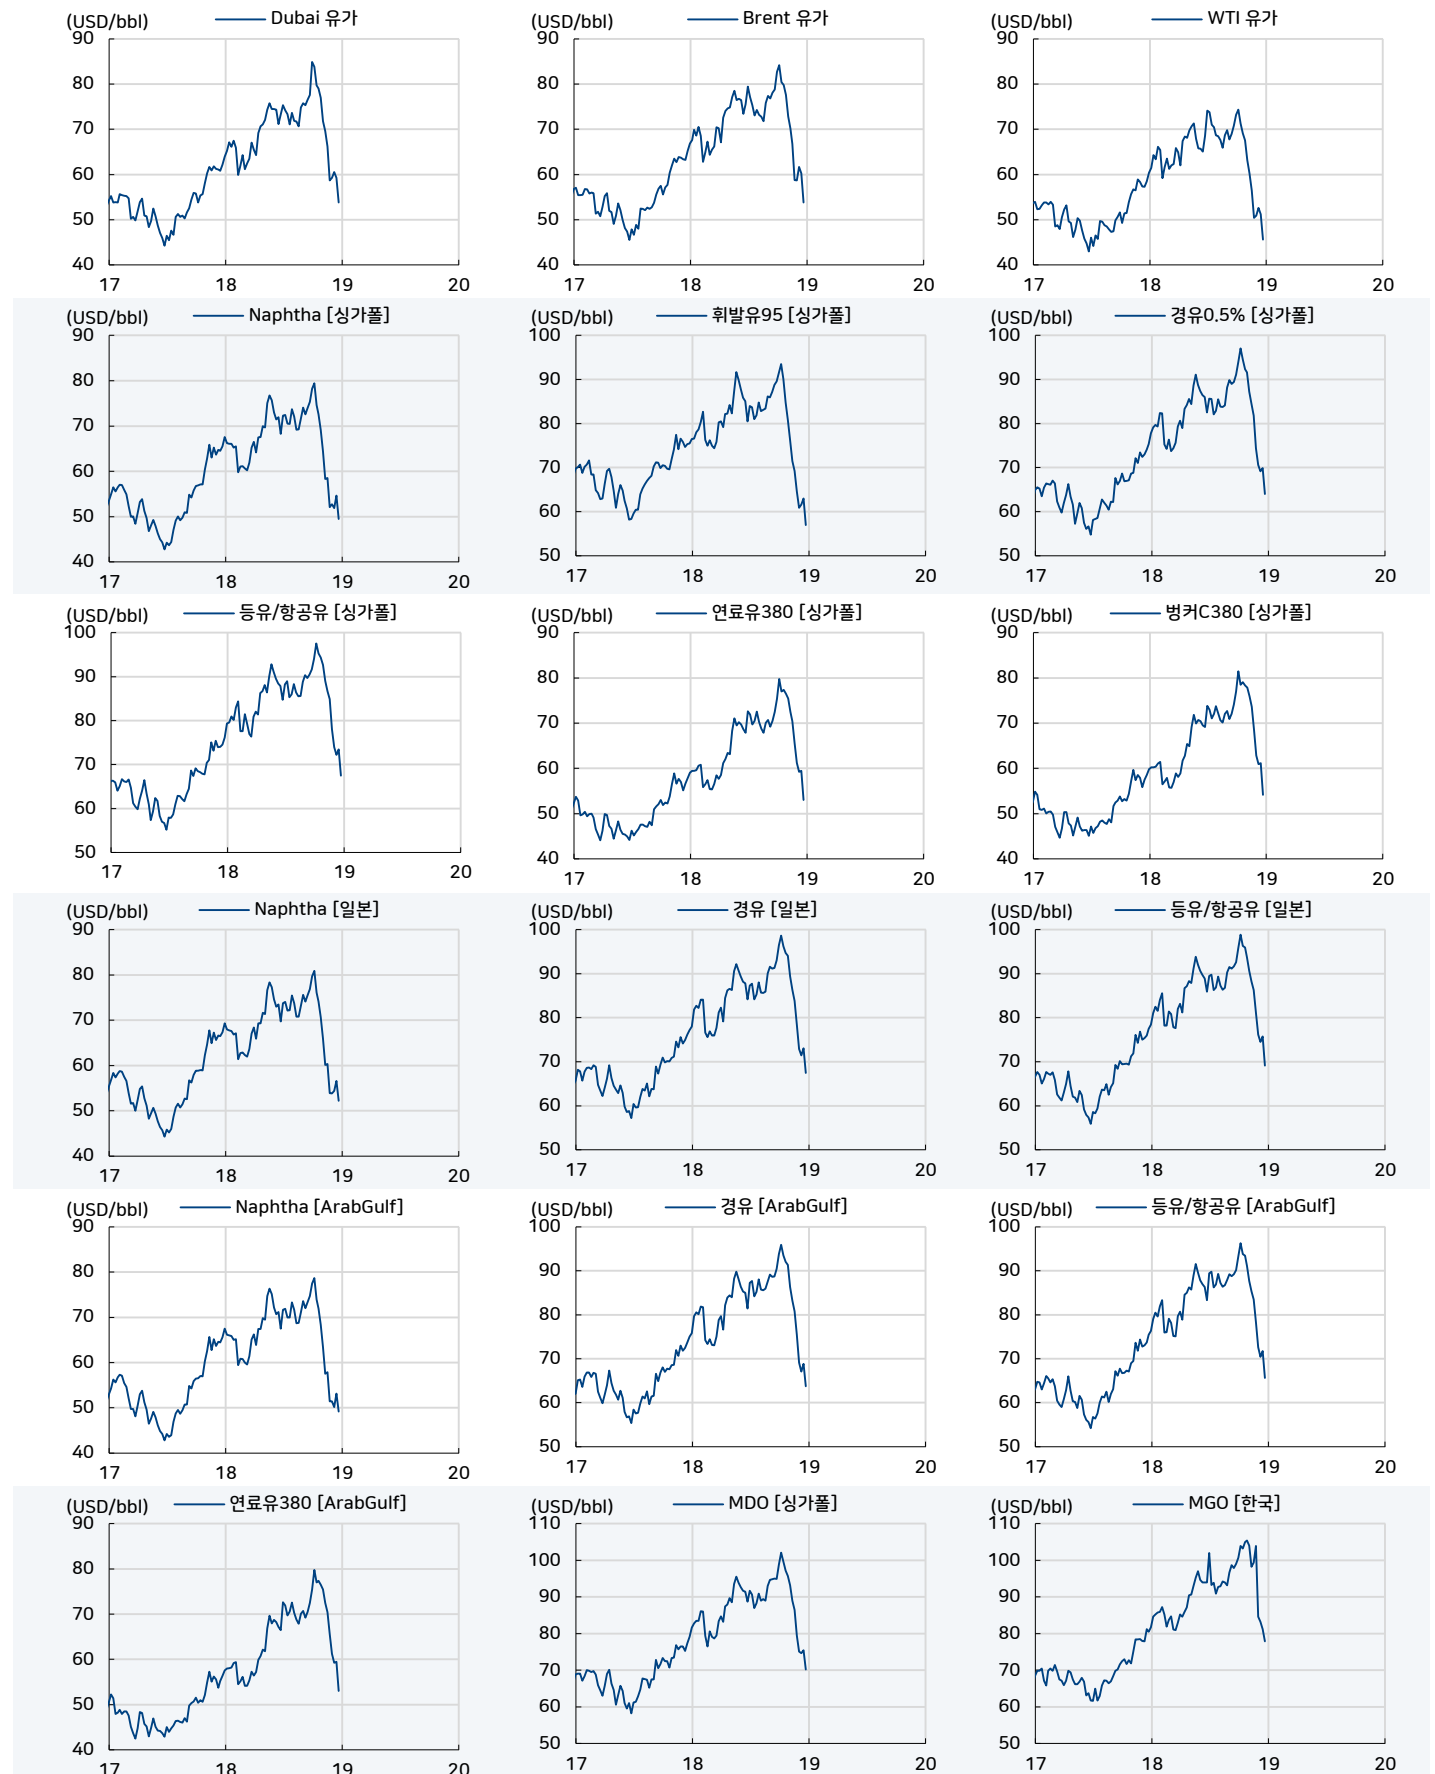 (USD/bbl) Dubai 유가 (USD/bbl) Brent 유가 (USD/bbl) WTI 유가
90 90 90
80 80 80
70 70 70
60 60 60
50 50 50
40 40 40
17 18 19 20 17 18 19 20 17 18 19 20
(USD/bbl) Naphtha [싱가폴] (USD/bbl) 휘발유95 [싱가폴] (USD/bbl) 경유0.5% [싱가폴]
90 100 100
80 90 90
70 80 80
60 70 70
50 60 60
40 50 50
17 18 19 20 17 18 19 20 17 18 19 20
(USD/bbl) 등유/항공유 [싱가폴] (USD/bbl) 연료유380 [싱가폴] (USD/bbl) 벙커C380 [싱가폴]
100 90 90
90 80 80
80 70 70
70 60 60
60 50 50
50 40 40
17 18 19 20 17 18 19 20 17 18 19 20
(USD/bbl) Naphtha [일본] (USD/bbl) 경유 [일본] (USD/bbl) 등유/항공유 [일본]
90 100 100
80 90 90
70 80 80
60 70 70
50 60 60
40 50 50
17 18 19 20 17 18 19 20 17 18 19 20
(USD/bbl) Naphtha [ArabGulf] (USD/bbl) 경유 [ArabGulf] (USD/bbl) 등유/항공유 [ArabGulf]
90 100 100
80 90 90
70 80 80
60 70 70
50 60 60
40 50 50
17 18 19 20 17 18 19 20 17 18 19 20
(USD/bbl) 연료유380 [ArabGulf] (USD/bbl) MDO [싱가폴] (USD/bbl) MGO [한국]
90 110 110
80 100 100
70 90 90
60 80 80
50 70 70
40 60 60
50 50
17 18 19 20 17 18 19 20 17 18 19 20